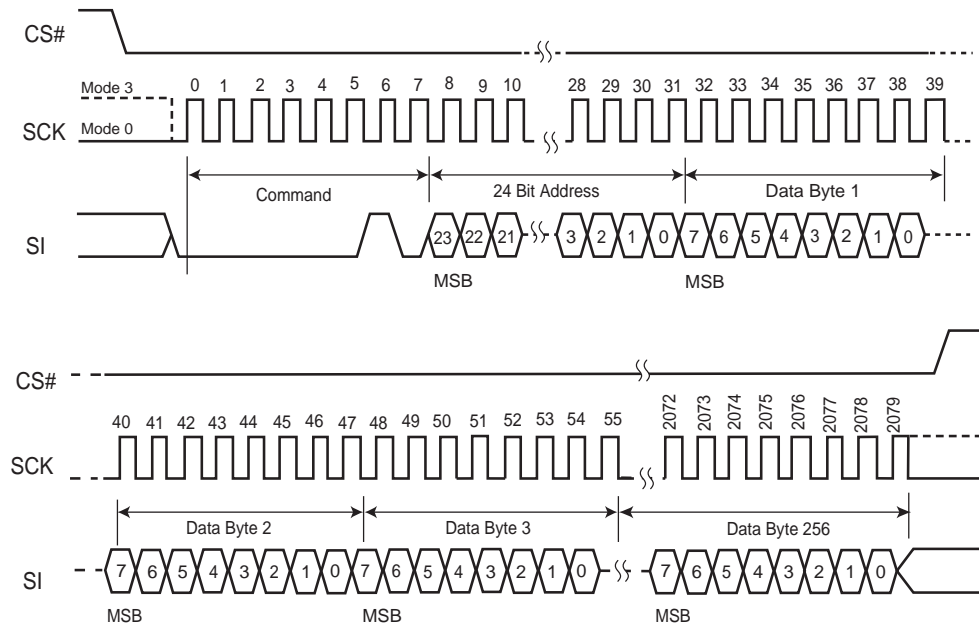 CS#
Mode 3
0 1 2 3 4 5 6 7 8 9 10 28 29 30 31 32 33 34 35 36 37 38 39
SCK
Mode 0
Command
24 Bit Address
Data Byte 1
SI
23 22 21 3 2 1 0 7 6 5 4 3 2 1 0
MSB
MSB
CS#
40 41 42 43 44 45 46 47 48 49 50 51 52 53 54 55 2072 2073 2074 2075 2076 2077 2078 2079
SCK
Data Byte 2
Data Byte 3
Data Byte 256
SI
7 6 5 4 3 2 1 0 7 6 5 4 3 2 1 0 7 6 5 4 3 2 1 0
MSB
MSB
MSB